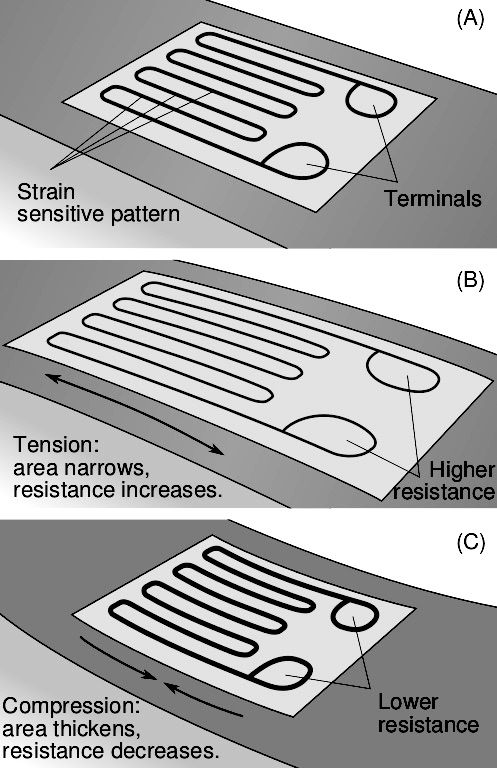 (A)
Strain
sensitive pattern
Terminals
(B)
Tension:
area narrows,
resistance increases.
Higher
resistance
(C)
Compression:
area thickens,
resistance decreases.
Lower
resistance